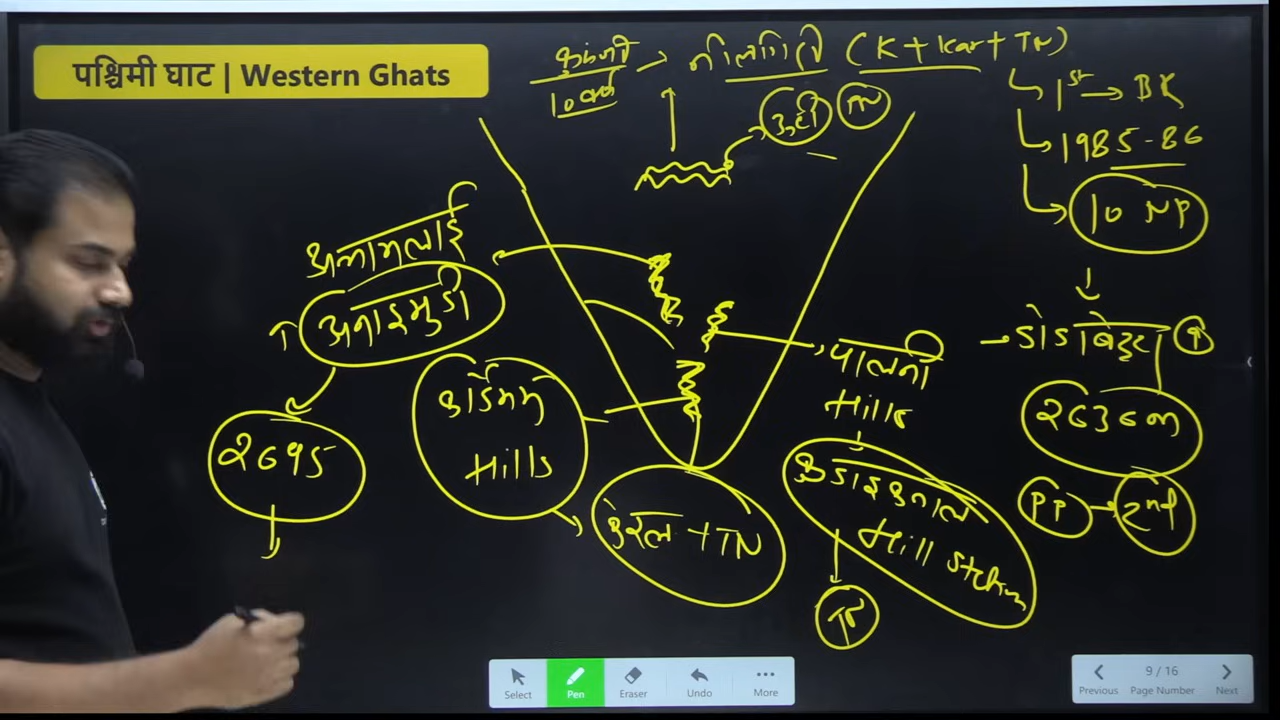 पश्चिमी घाट | Western Ghats
नीलगिरी (K + Kar + TN)
10 वर्ष
1st → BR
1985-86
10 NP
ऊटी TN
अन्नामलाई
अनाइमुडी
2695
कार्डमम
Hills
केरल + TN
पालनी
Hills
कोडाइकनाल
Hill Station
TN
डोडाबेट्टा
2636m
PP → 2nd
Select
Pen
Eraser
Undo
More
Previous
9 / 16
Page Number
Next